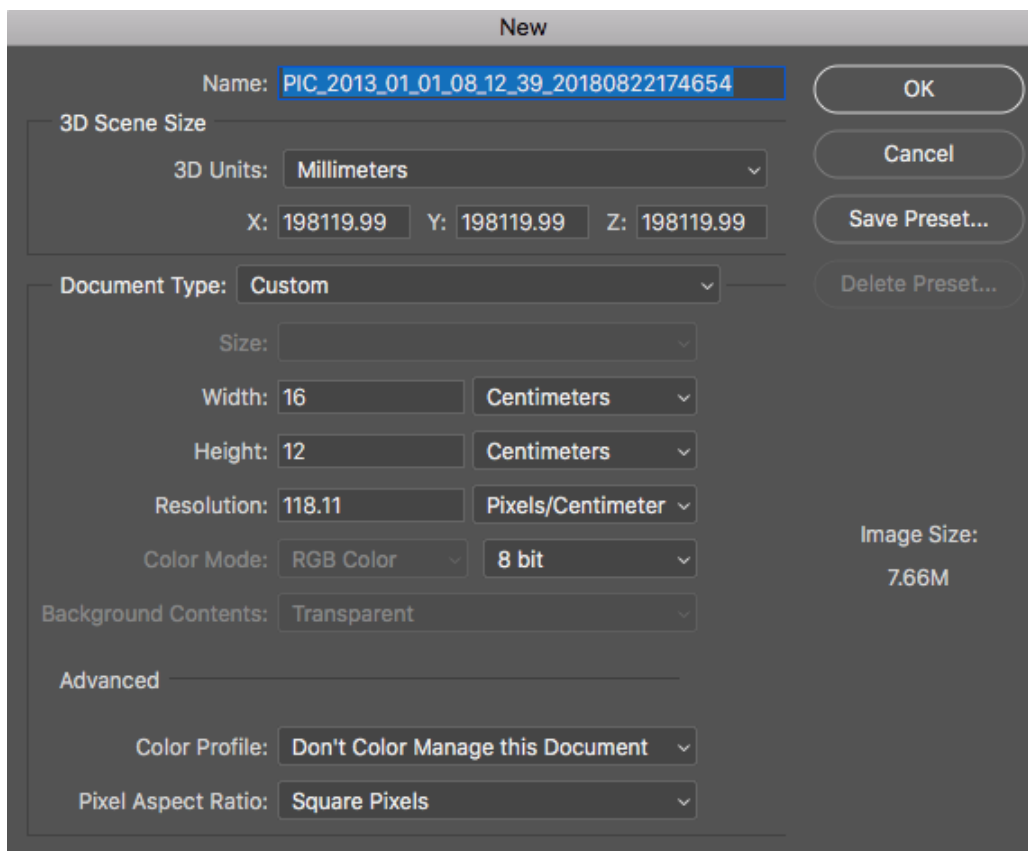 New
Name: PIC_2013_01_01_08_12_39_20180822174654
OK
3D Scene Size
Cancel
3D Units: Millimeters
X: 198119.99 Y: 198119.99 Z: 198119.99
Save Preset...
Document Type: Custom
Delete Preset...
Size:
Width: 16 Centimeters
Height: 12 Centimeters
Resolution: 118.11 Pixels/Centimeter
Color Mode: RGB Color 8 bit
Image Size:
7.66M
Background Contents: Transparent
Advanced
Color Profile: Don't Color Manage this Document
Pixel Aspect Ratio: Square Pixels